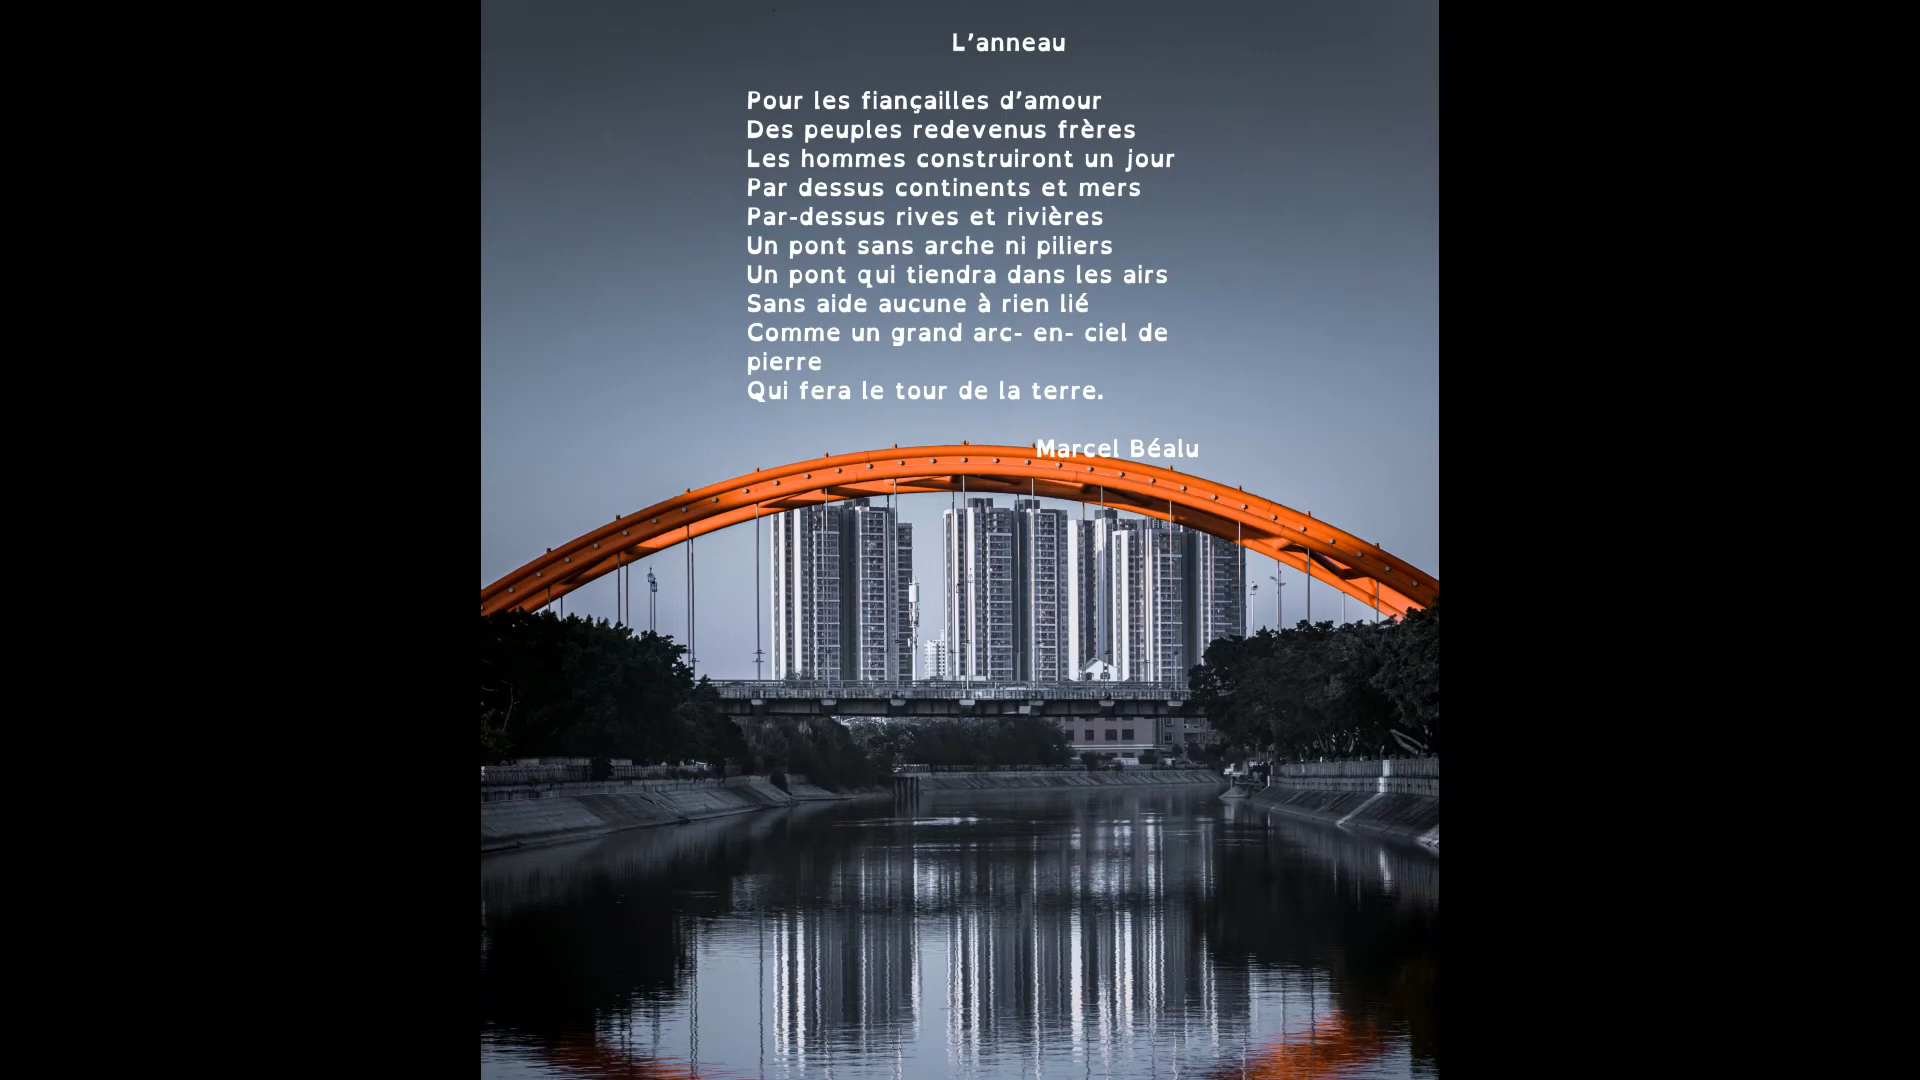 L'anneau
Pour les fiançailles d'amour
Des peuples redevenus frères
Les hommes construiront un jour
Par dessus continents et mers
Par-dessus rives et rivières
Un pont sans arche ni piliers
Un pont qui tiendra dans les airs
Sans aide aucune à rien lié
Comme un grand arc- en- ciel de
pierre
Qui fera le tour de la terre.
Marcel Béalu